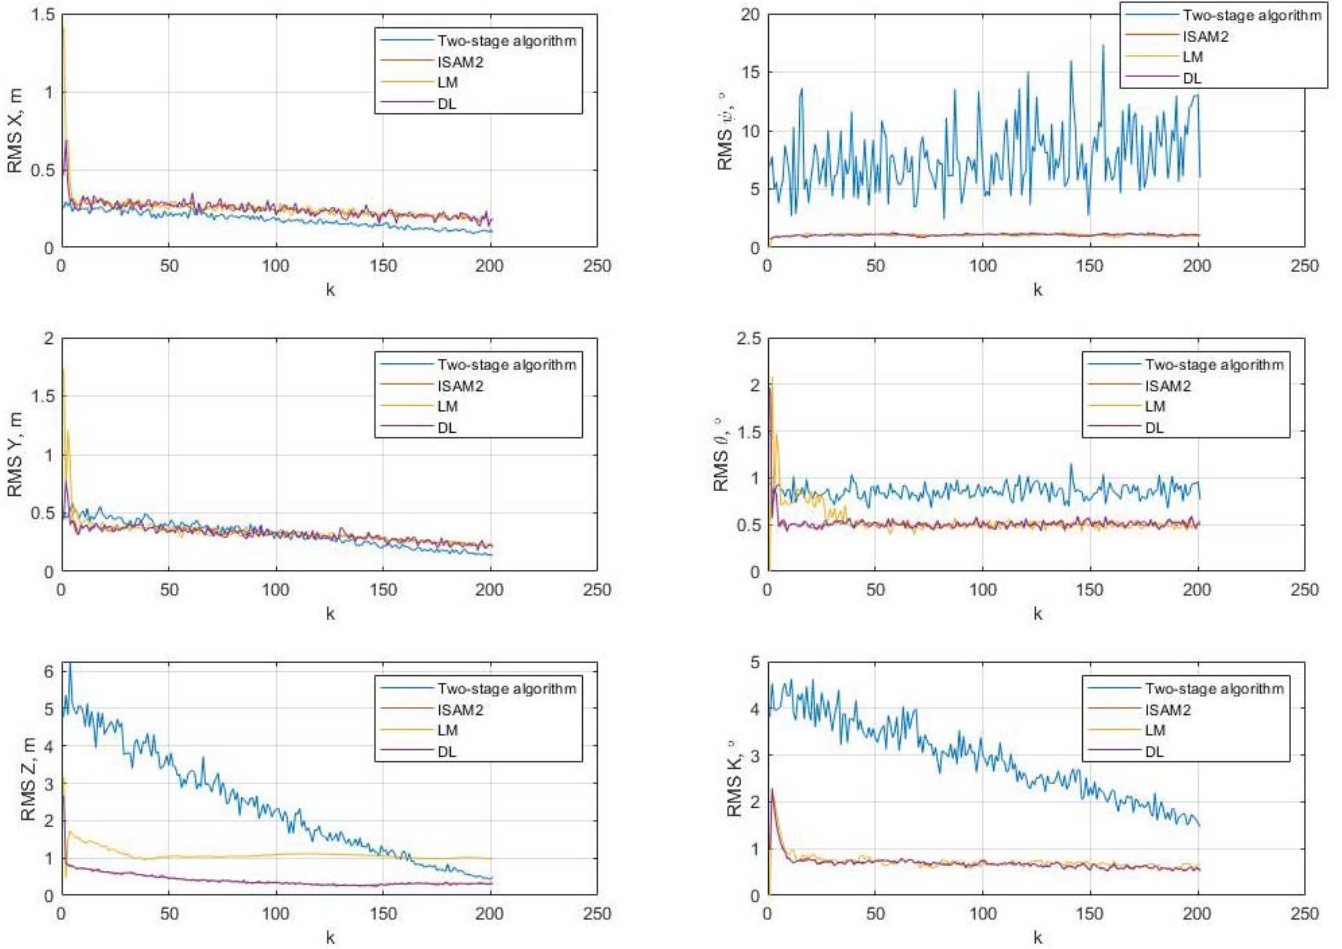 1.5
1
0.5
0
RMS X, m
0 50 100 150 200 250
k
Two-stage algorithm
ISAM2
LM
DL
20
15
10
5
0
RMS ψ, °
0 50 100 150 200 250
k
Two-stage algorithm
ISAM2
LM
DL
2
1.5
1
0.5
0
RMS Y, m
0 50 100 150 200 250
k
Two-stage algorithm
ISAM2
LM
DL
2.5
2
1.5
1
0.5
0
RMS θ, °
0 50 100 150 200 250
k
Two-stage algorithm
ISAM2
LM
DL
6
5
4
3
2
1
0
RMS Z, m
0 50 100 150 200 250
k
Two-stage algorithm
ISAM2
LM
DL
5
4
3
2
1
0
RMS K, °
0 50 100 150 200 250
k
Two-stage algorithm
ISAM2
LM
DL